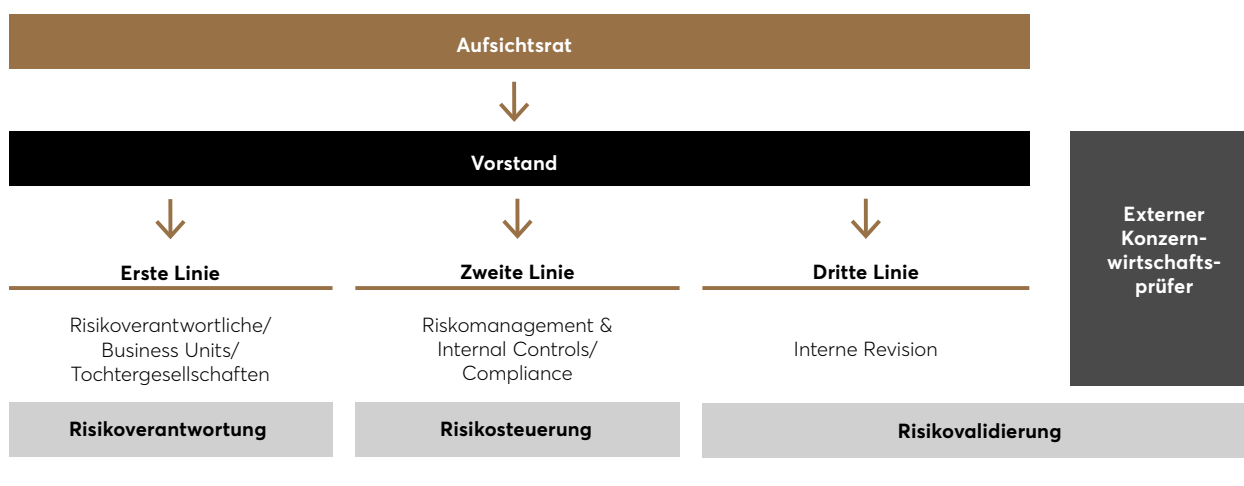 Aufsichtsrat
Vorstand
Externer
Konzern-
wirtschafts-
prüfer
Erste Linie
Zweite Linie
Dritte Linie
Risikoverantwortliche/
Business Units/
Tochtergesellschaften
Riskomanagement &
Internal Controls/
Compliance
Interne Revision
Risikoverantwortung
Risikosteuerung
Risikovalidierung